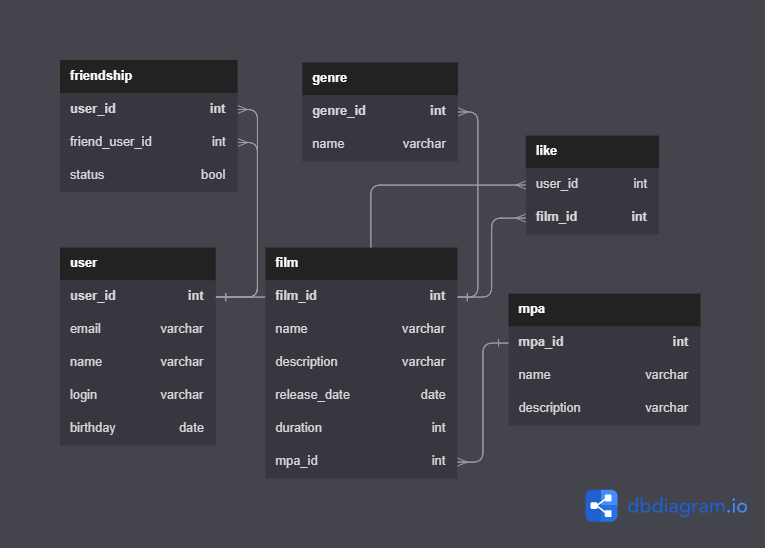 friendship
user_id int
friend_user_id int
status bool
genre
genre_id int
name varchar
like
user_id int
film_id int
user
user_id int
email varchar
name varchar
login varchar
birthday date
film
film_id int
name varchar
description varchar
release_date date
duration int
mpa_id int
mpa
mpa_id int
name varchar
description varchar
dbdiagram.io